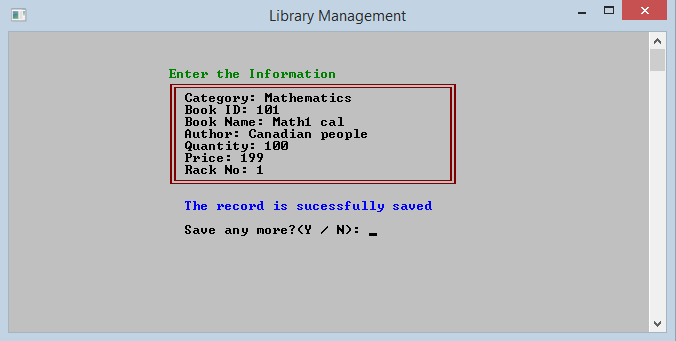 Library Management
Enter the Information
Category: Mathematics
Book ID: 101
Book Name: Math1 cal
Author: Canadian people
Quantity: 100
Price: 199
Rack No: 1
The record is sucessfully saved
Save any more?(Y / N): _